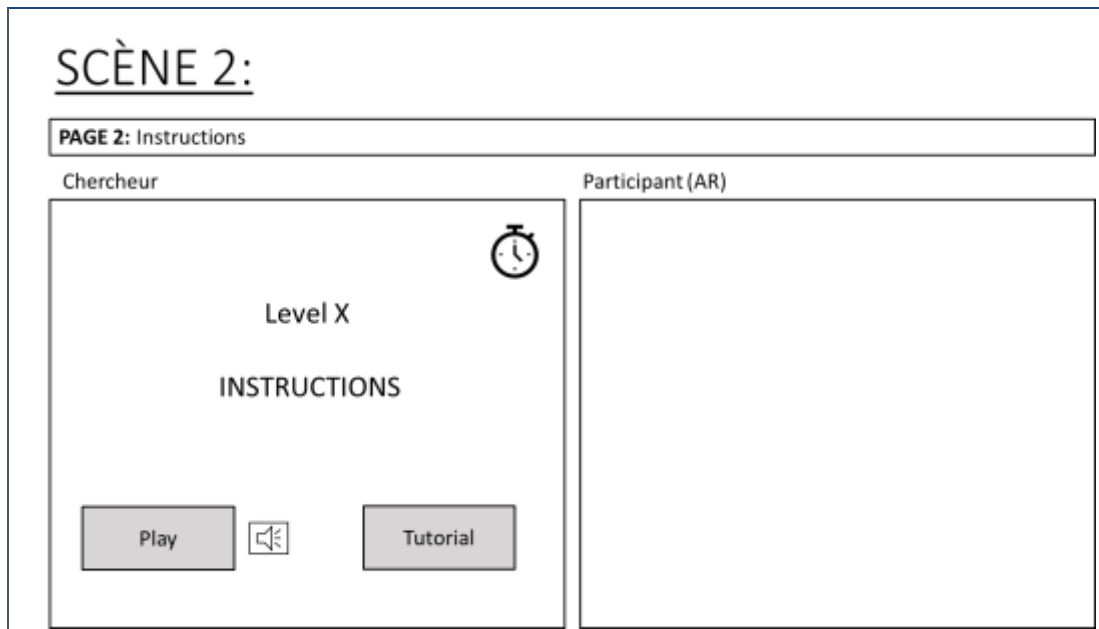 SCÈNE 2:
PAGE 2: Instructions
Chercheur
Participant (AR)
Level X
INSTRUCTIONS
Play
Tutorial